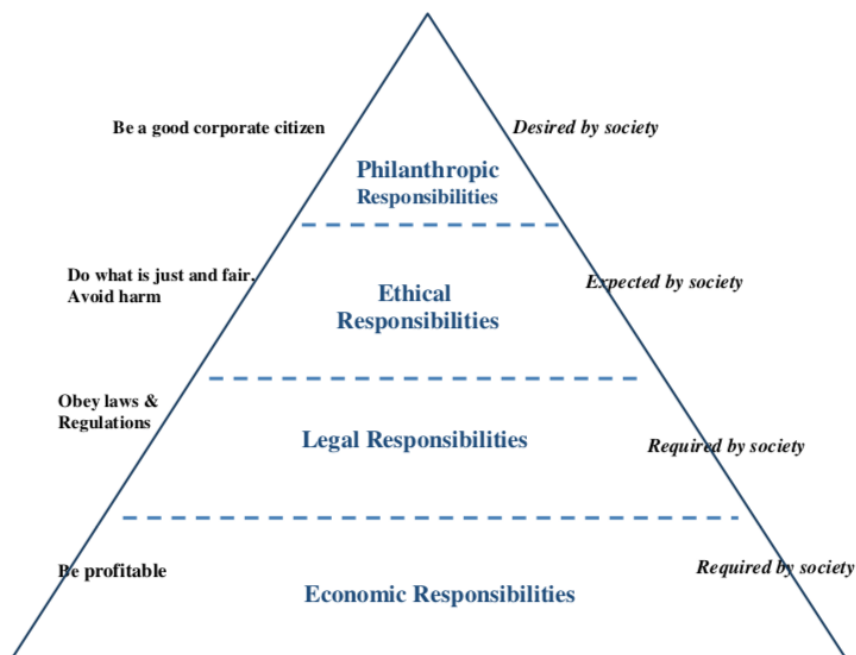 Be a good corporate citizen
Desired by society
Philanthropic
Responsibilities
Do what is just and fair,
Avoid harm
Expected by society
Ethical
Responsibilities
Obey laws &
Regulations
Legal Responsibilities
Required by society
Be profitable
Required by society
Economic Responsibilities